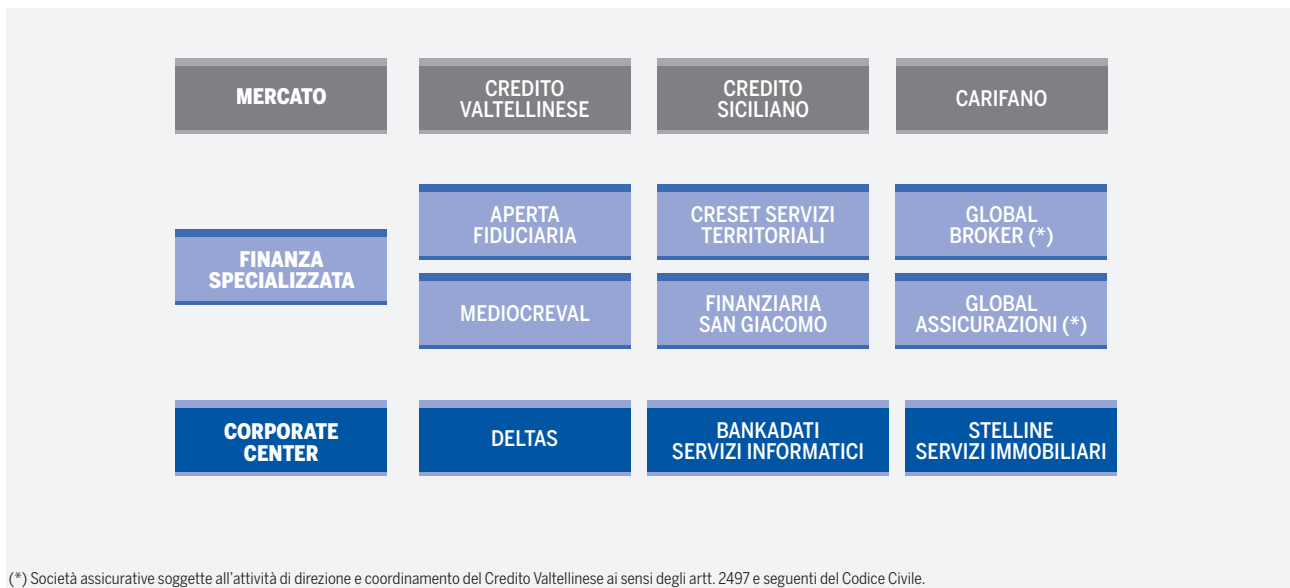 MERCATO
CREDITO
VALTELLINESE
CREDITO
SICILIANO
CARIFANO
FINANZA
SPECIALIZZATA
APERTA
FIDUCIARIA
CRESET SERVIZI
TERRITORIALI
GLOBAL
BROKER (*)
MEDIOCREVAL
FINANZIARIA
SAN GIACOMO
GLOBAL
ASSICURAZIONI (*)
CORPORATE
CENTER
DELTAS
BANKADATI
SERVIZI INFORMATICI
STELLINE
SERVIZI IMMOBILIARI
(*) Società assicurative soggette all'attività di direzione e coordinamento del Credito Valtellinese ai sensi degli artt. 2497 e seguenti del Codice Civile.